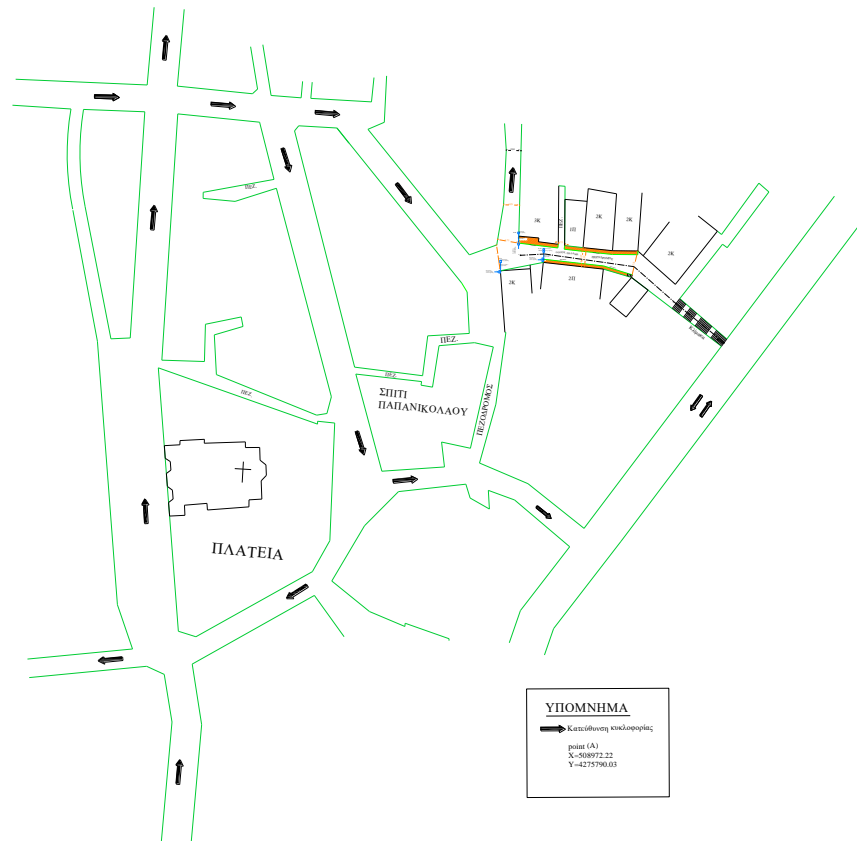 ΠΕΖ.
3Κ
ΠΕΖ.
1Π
2Κ
2Κ
2Κ
2Κ
2Π
ΠΕΖ.
ΠΕΖ.
ΠΕΖ.
ΣΠΙΤΙ
ΠΑΠΑΝΙΚΟΛΑΟΥ
ΠΕΖΟΔΡΟΜΟΣ
ΠΛΑΤΕΙΑ
ΥΠΟΜΝΗΜΑ
Κατεύθυνση κυκλοφορίας
point (A)
X=508972.22
Y=4275790.03